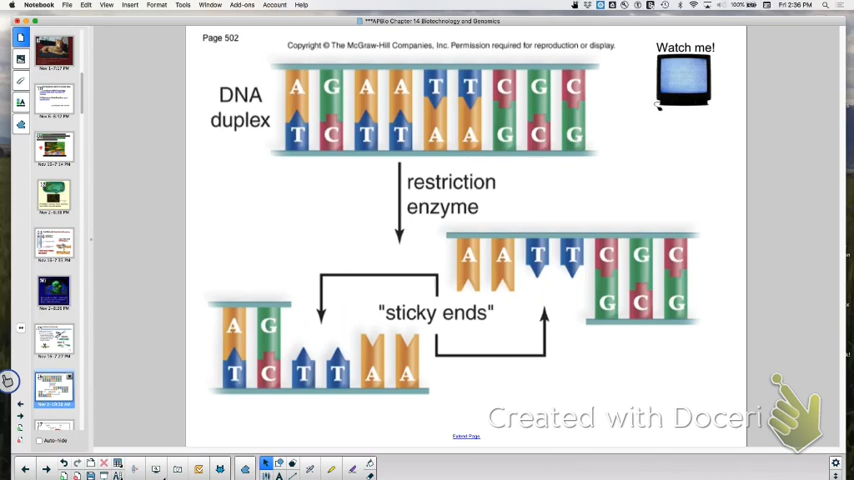 Notebook File Edit View Insert Format Tools Window Add-ons Account Help
100% Fri 2:36 PM
***APBio Chapter 14 Biotechnology and Genomics
Page 502
Copyright © The McGraw-Hill Companies, Inc. Permission required for reproduction or display.
Watch me!
DNA
duplex
A G A A T T C G C
T C T T A A G C G
restriction
enzyme
A A T T C G C
G C G
"sticky ends"
A G
T C T T A A
Created with Doceri
Extend Page
Auto-hide